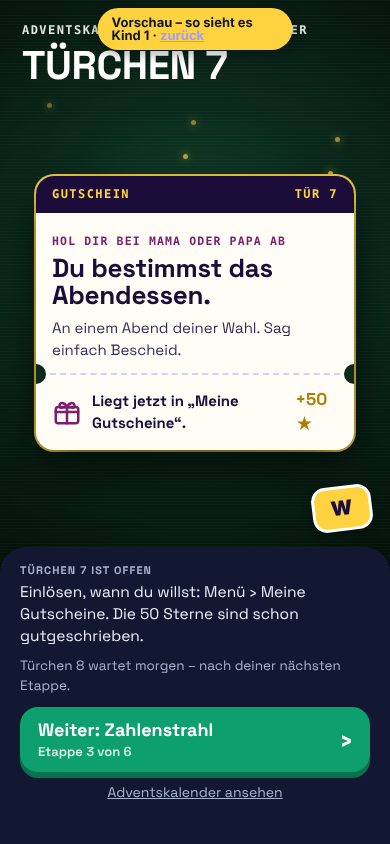 Vorschau – so sieht es
Kind 1 · zurück
TÜRCHEN 7
GUTSCHEIN TÜR 7
HOL DIR BEI MAMA ODER PAPA AB
Du bestimmst das
Abendessen.
An einem Abend deiner Wahl. Sag
einfach Bescheid.
Liegt jetzt in „Meine
Gutscheine“.
+50
★
W
TÜRCHEN 7 IST OFFEN
Einlösen, wann du willst: Menü › Meine
Gutscheine. Die 50 Sterne sind schon
gutgeschrieben.
Türchen 8 wartet morgen – nach deiner nächsten
Etappe.
Weiter: Zahlenstrahl
Etappe 3 von 6
>
Adventskalender ansehen